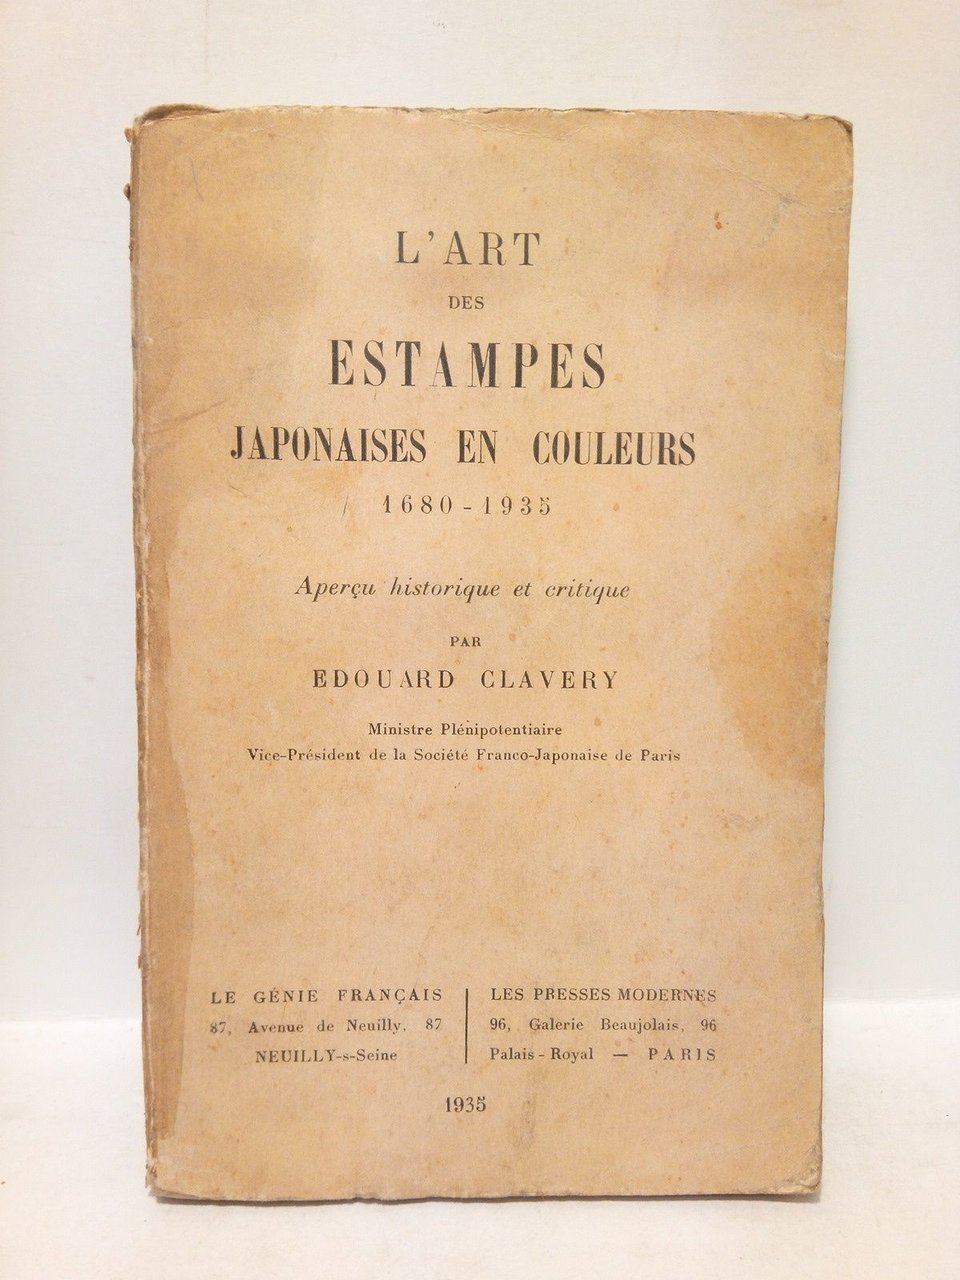 L'ART
DES
ESTAMPES
JAPONAISES EN COULEURS
1680-1935
Aperçu historique et critique
PAR
EDOUARD CLAVERY
Ministre Plénipotentiaire
Vice-Président de la Société Franco-Japonaise de Paris
LE GÉNIE FRANÇAIS
87, Avenue de Neuilly, 87
NEUILLY-s-Seine
LES PRESSES MODERNES
96, Galerie Beaujolais, 96
Palais-Royal — PARIS
1935